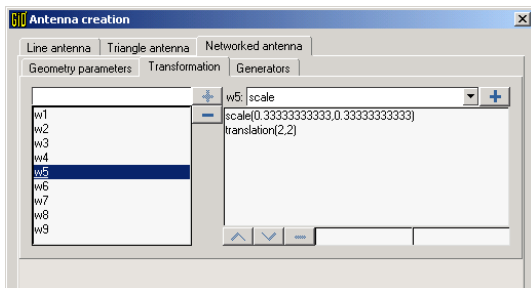 GiD Antenna creation
Line antenna Triangle antenna Networked antenna
Geometry parameters Transformation Generators
w5: scale
w1
w2
w3
w4
w5
w6
w7
w8
w9
scale(0.33333333333,0.33333333333)
translation(2,2)